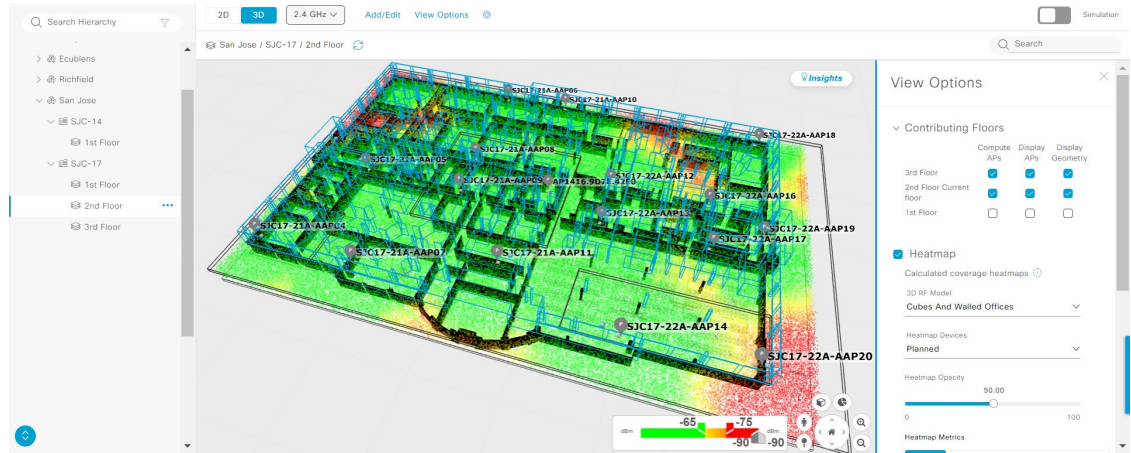 Search Hierarchy
Ecublens
Richfield
San Jose
SJC-14
1st Floor
SJC-17
1st Floor
2nd Floor
3rd Floor
2D 3D 2.4 GHz Add/Edit View Options
Simulation
San Jose / SJC-17 / 2nd Floor
Search
Insights
SJC17-21A-AAP06
SJC17-21A-AAP10
SJC17-22A-AAP18
SJC17-21A-AAP08
SJC17-21A-AAP05
SJC17-22A-AAP12
SJC17-21A-AAP09
AP1416.9D7E.42E0
SJC17-22A-AAP16
SJC17-22A-AAP13
SJC17-21A-AAP04
SJC17-22A-AAP19
SJC17-22A-AAP17
SJC17-21A-AAP07
SJC17-21A-AAP11
SJC17-22A-AAP14
SJC17-22A-AAP20
-65 -75
dBm dBm
-90 -90
View Options
Contributing Floors
Compute APs Display APs Display Geometry
3rd Floor
2nd Floor Current floor
1st Floor
Heatmap
Calculated coverage heatmaps
3D RF Model
Cubes And Walled Offices
Heatmap Devices
Planned
Heatmap Opacity
50.00
0 100
Heatmap Metrics